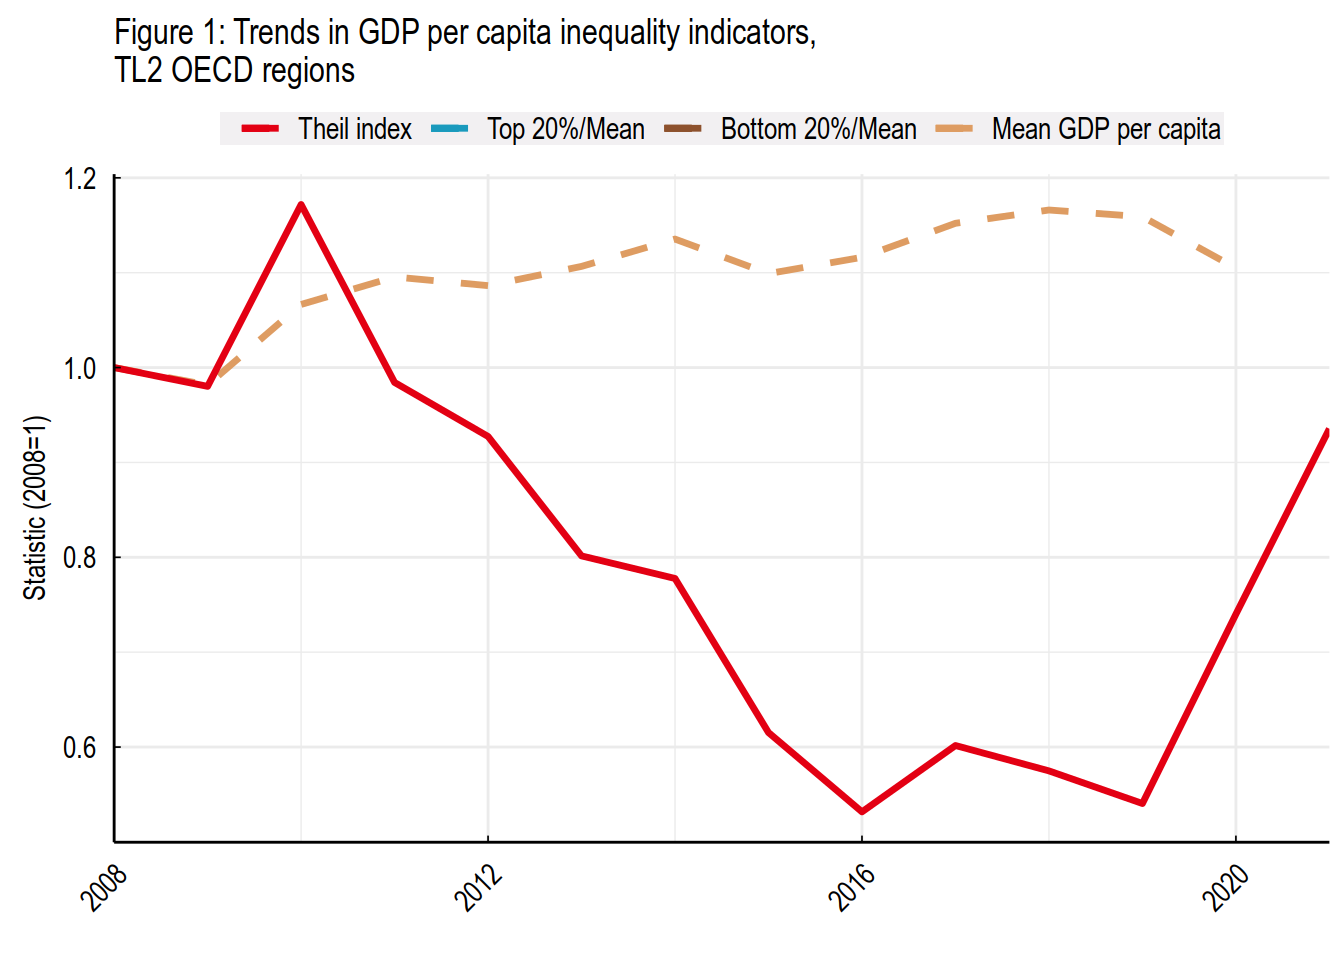 Figure 1: Trends in GDP per capita inequality indicators,
TL2 OECD regions
Theil index Top 20%/Mean Bottom 20%/Mean Mean GDP per capita
1.2
1.0
0.8
0.6
Statistic (2008=1)
2008 2012 2016 2020